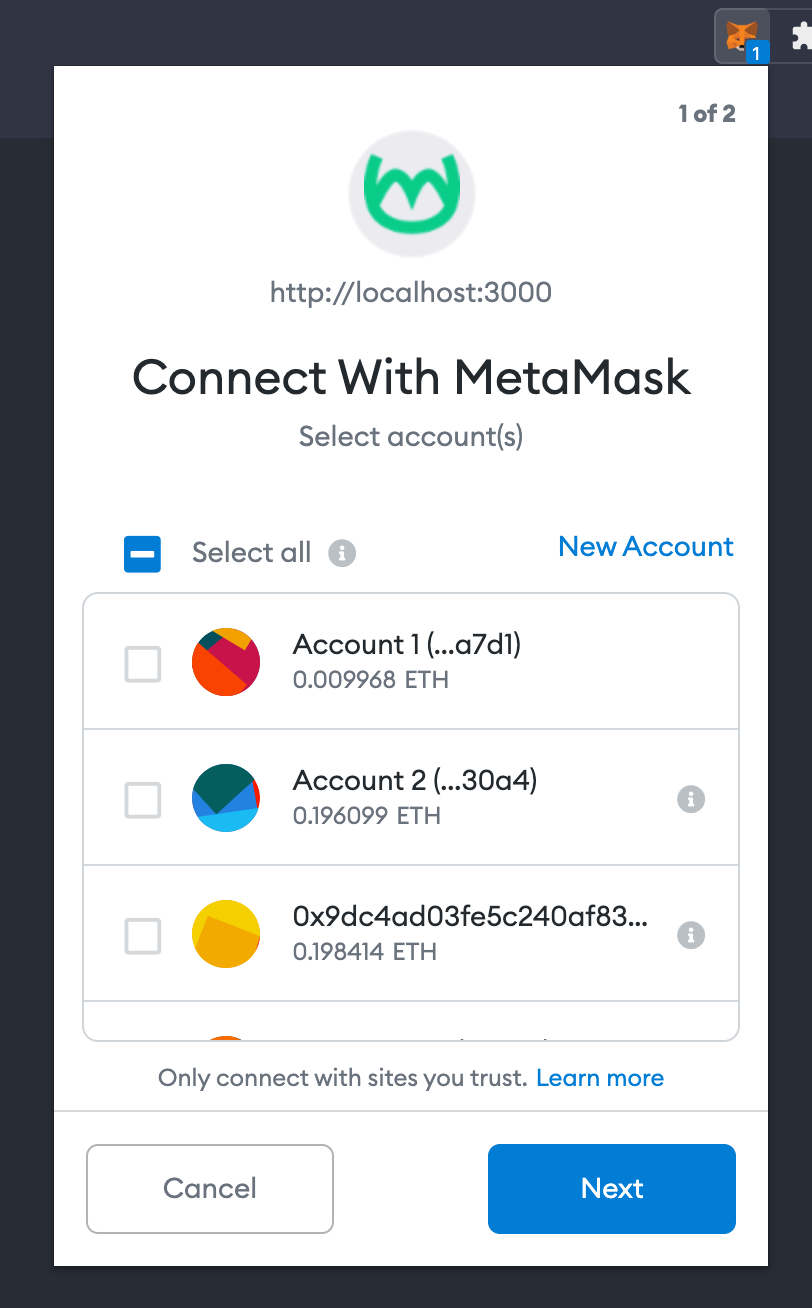 1
1 of 2
http://localhost:3000
Connect With MetaMask
Select account(s)
Select all
New Account
Account 1 (...a7d1)
0.009968 ETH
Account 2 (...30a4)
0.196099 ETH
0x9dc4ad03fe5c240af83...
0.198414 ETH
Only connect with sites you trust. Learn more
Cancel
Next